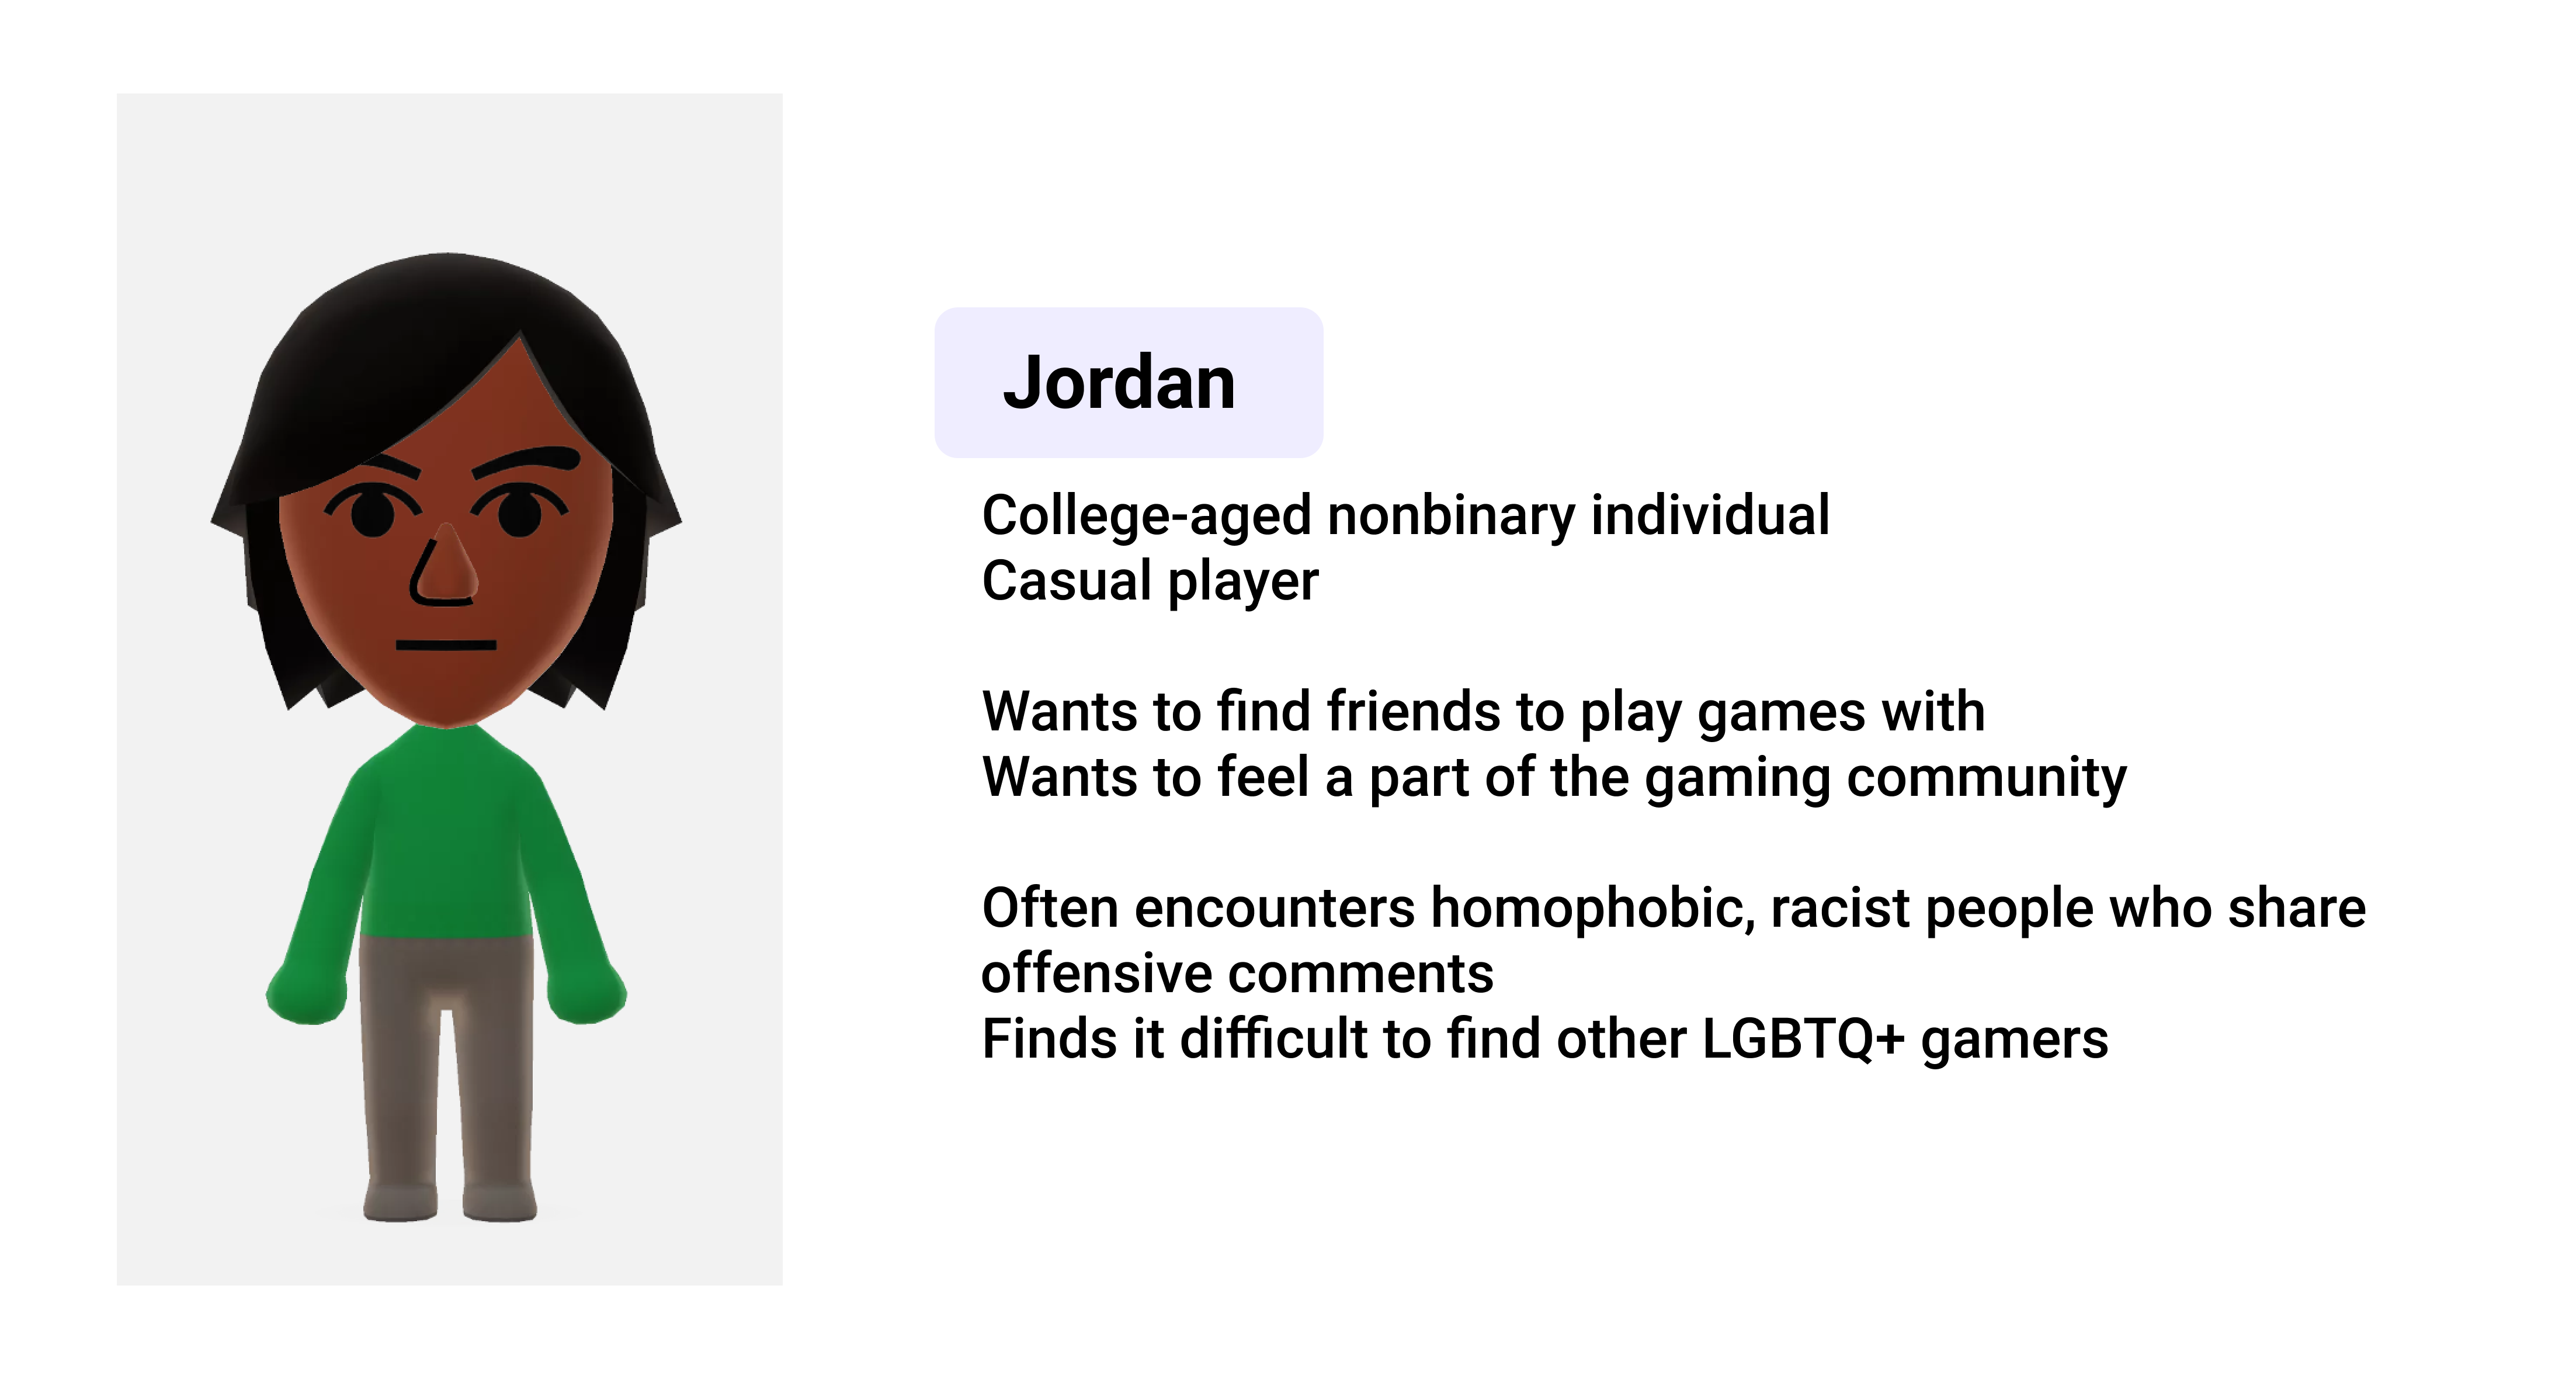 Jordan
College-aged nonbinary individual
Casual player
Wants to find friends to play games with
Wants to feel a part of the gaming community
Often encounters homophobic, racist people who share
offensive comments
Finds it difficult to find other LGBTQ+ gamers